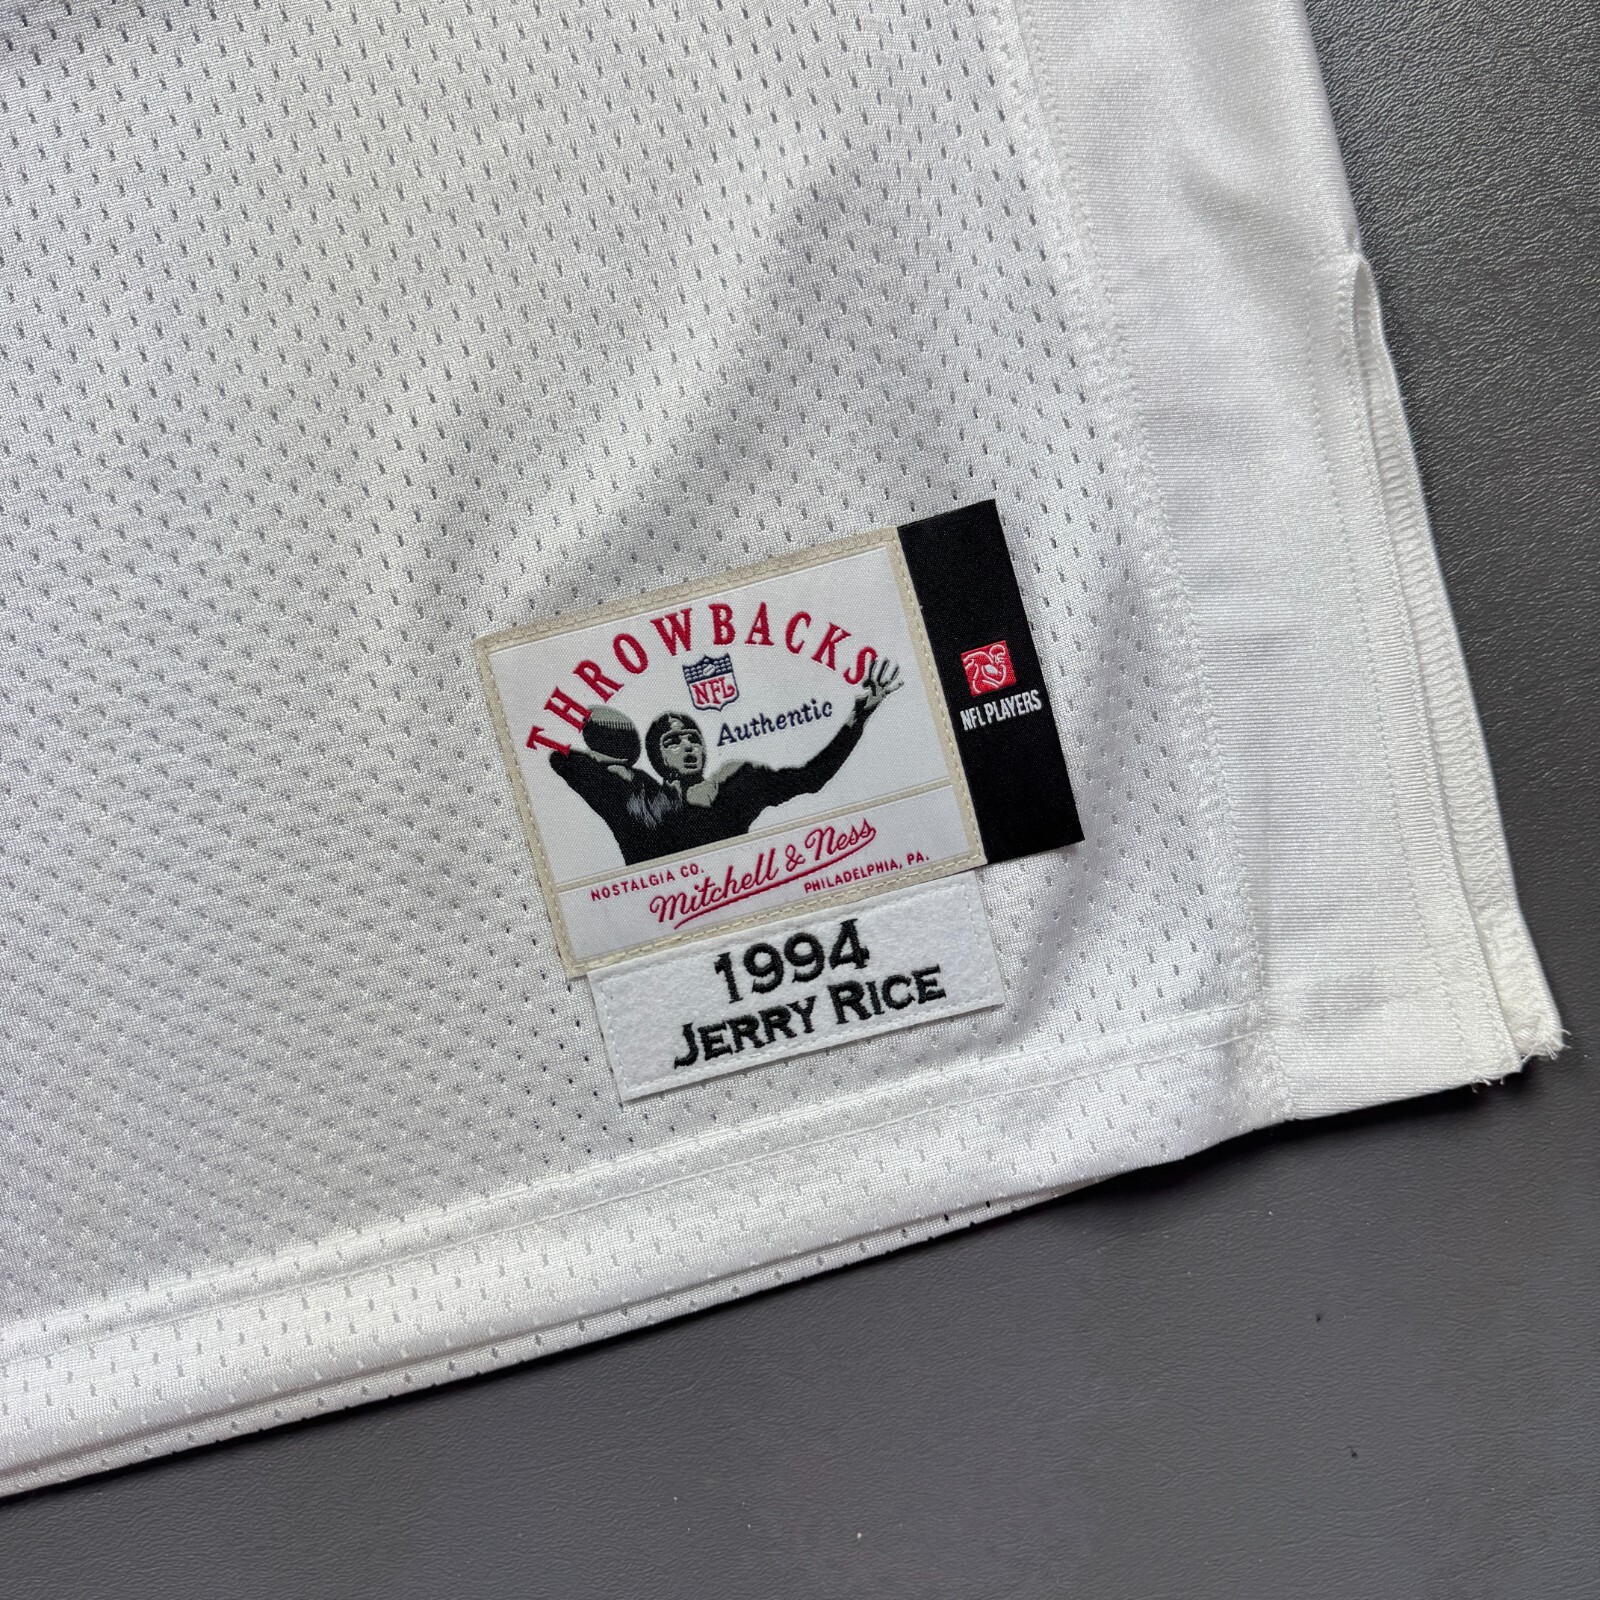 THROWBACKS
NFL
Authentic
NFL PLAYERS
NOSTALGIA CO.
Mitchell & Ness
PHILADELPHIA, PA.
1994
JERRY RICE